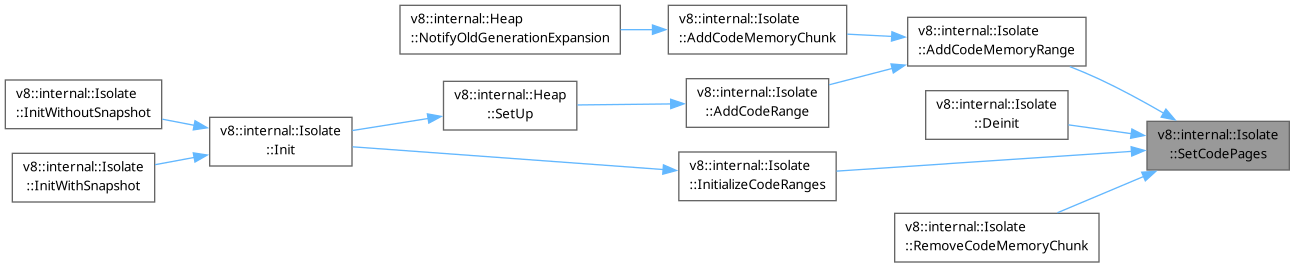 v8::internal::Heap
::NotifyOldGenerationExpansion
v8::internal::Isolate
::AddCodeMemoryChunk
v8::internal::Isolate
::AddCodeMemoryRange
v8::internal::Isolate
::InitWithoutSnapshot
v8::internal::Heap
::SetUp
v8::internal::Isolate
::AddCodeRange
v8::internal::Isolate
::Deinit
v8::internal::Isolate
::Init
v8::internal::Isolate
::SetCodePages
v8::internal::Isolate
::InitWithSnapshot
v8::internal::Isolate
::InitializeCodeRanges
v8::internal::Isolate
::RemoveCodeMemoryChunk